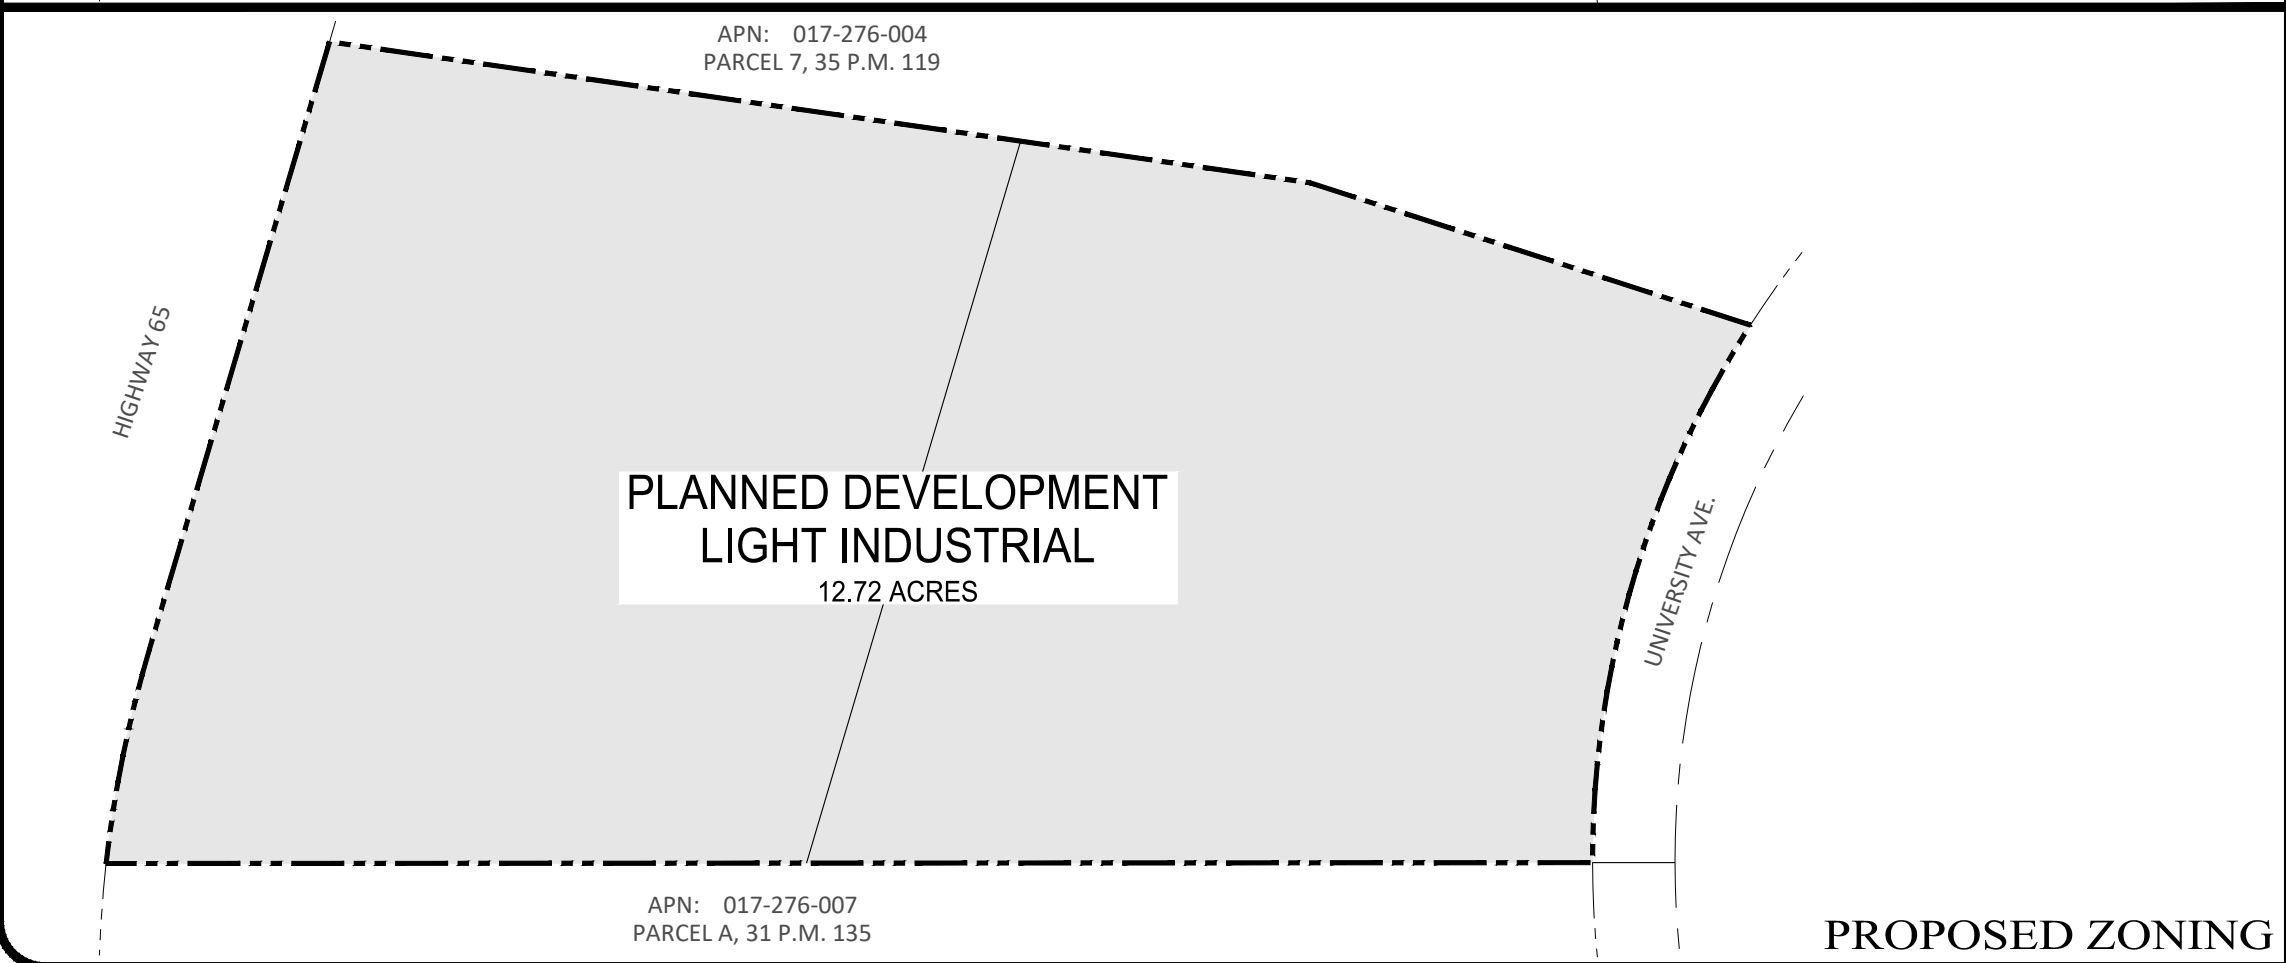 APN: 017-276-004
PARCEL 7, 35 P.M. 119
HIGHWAY 65
PLANNED DEVELOPMENT
LIGHT INDUSTRIAL
12.72 ACRES
UNIVERSITY AVE.
APN: 017-276-007
PARCEL A, 31 P.M. 135
PROPOSED ZONING